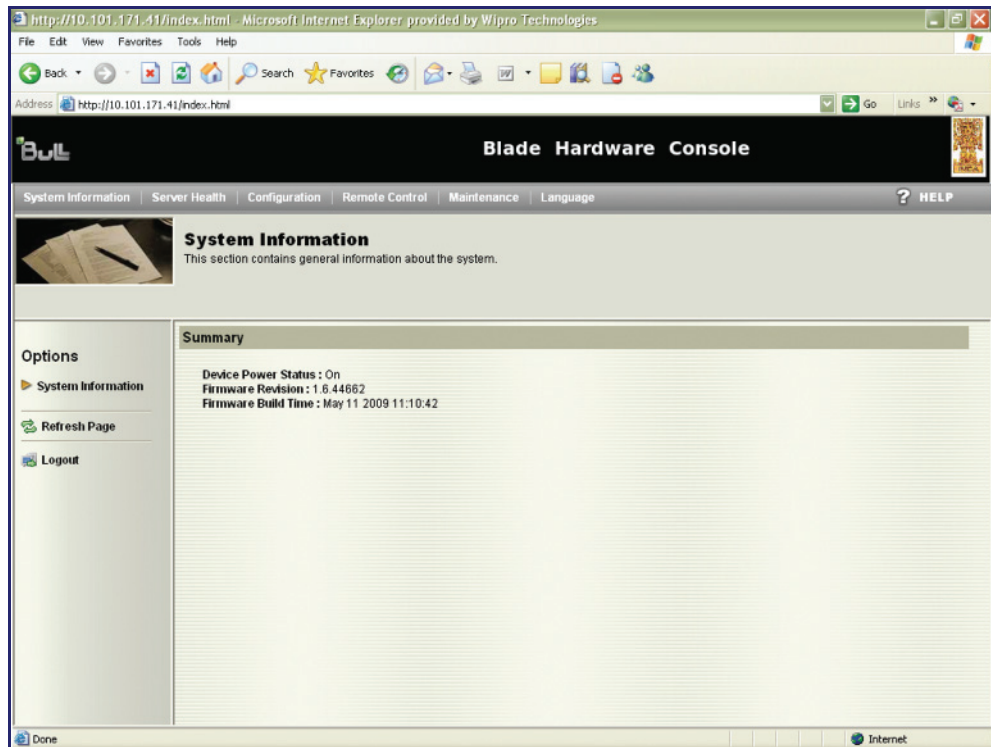 http://10.101.171.41/index.html - Microsoft Internet Explorer provided by Wipro Technologies
File Edit View Favorites Tools Help
Back Search Favorites
Address http://10.101.171.41/index.html Go Links »
Bull Blade Hardware Console
System Information | Server Health | Configuration | Remote Control | Maintenance | Language ? HELP
System Information
This section contains general information about the system.
Options
System Information
Refresh Page
Logout
Summary
Device Power Status : On
Firmware Revision : 1.6.44662
Firmware Build Time : May 11 2009 11:10:42
Done Internet